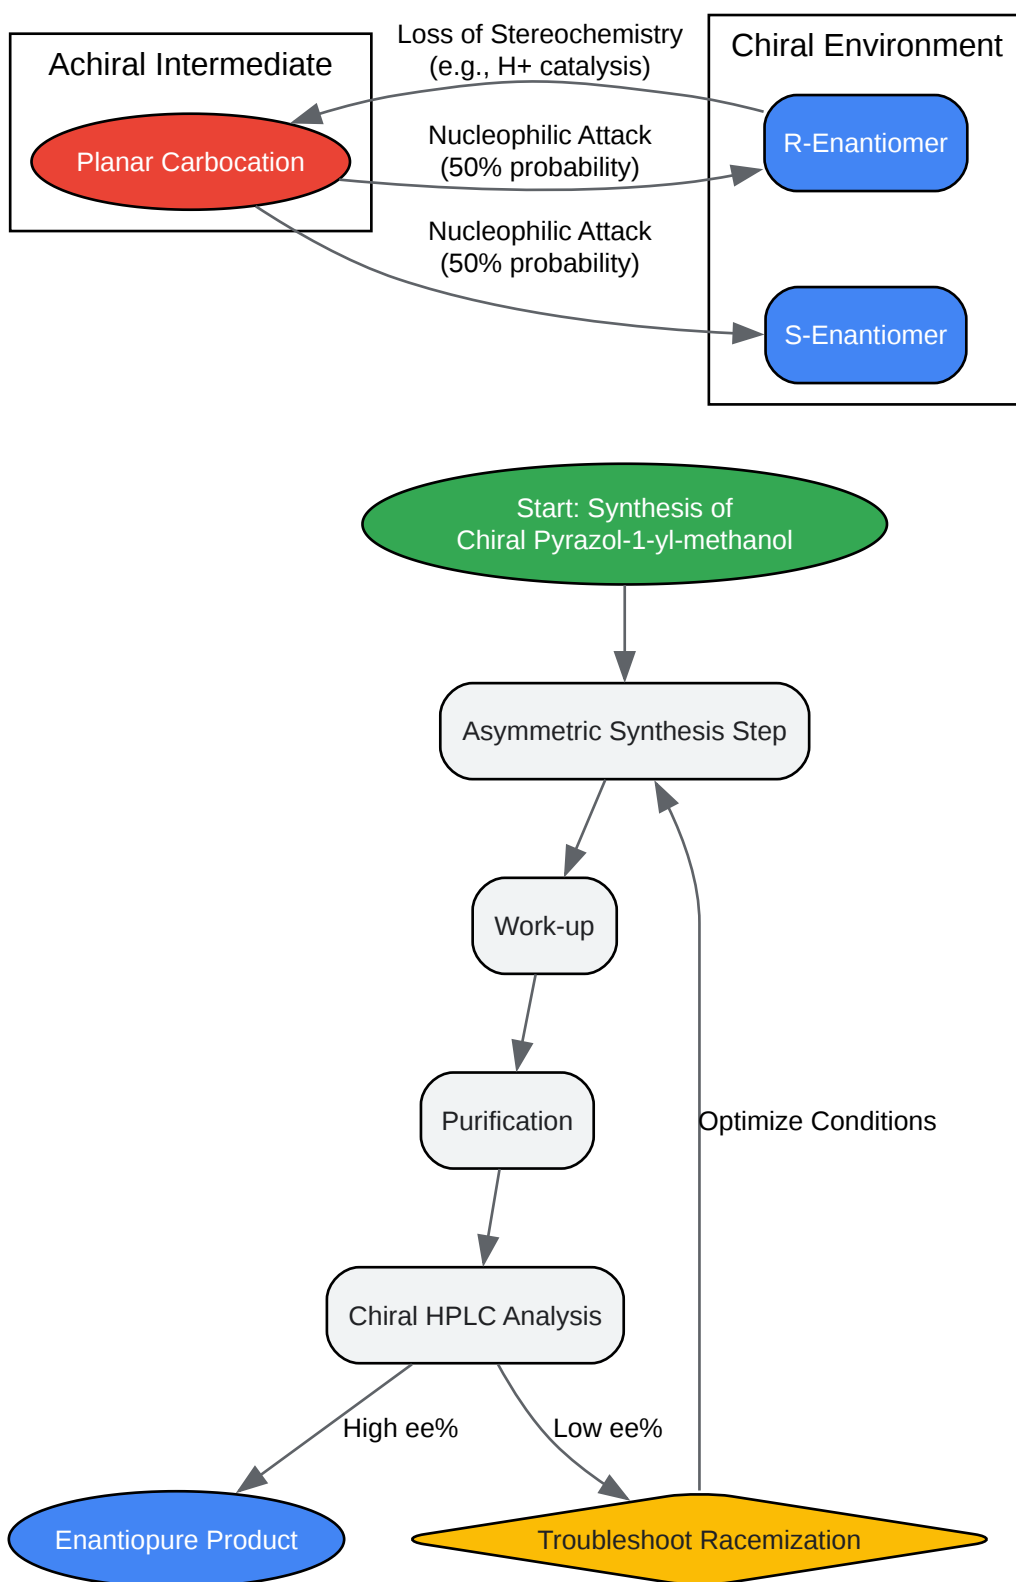 Achiral Intermediate
Planar Carbocation
Loss of Stereochemistry
(e.g., H+ catalysis)
Nucleophilic Attack
(50% probability)
Nucleophilic Attack
(50% probability)
Chiral Environment
R-Enantiomer
S-Enantiomer
Start: Synthesis of
Chiral Pyrazol-1-yl-methanol
Asymmetric Synthesis Step
Work-up
Purification
Optimize Conditions
Chiral HPLC Analysis
High ee%
Low ee%
Enantiopure Product
Troubleshoot Racemization